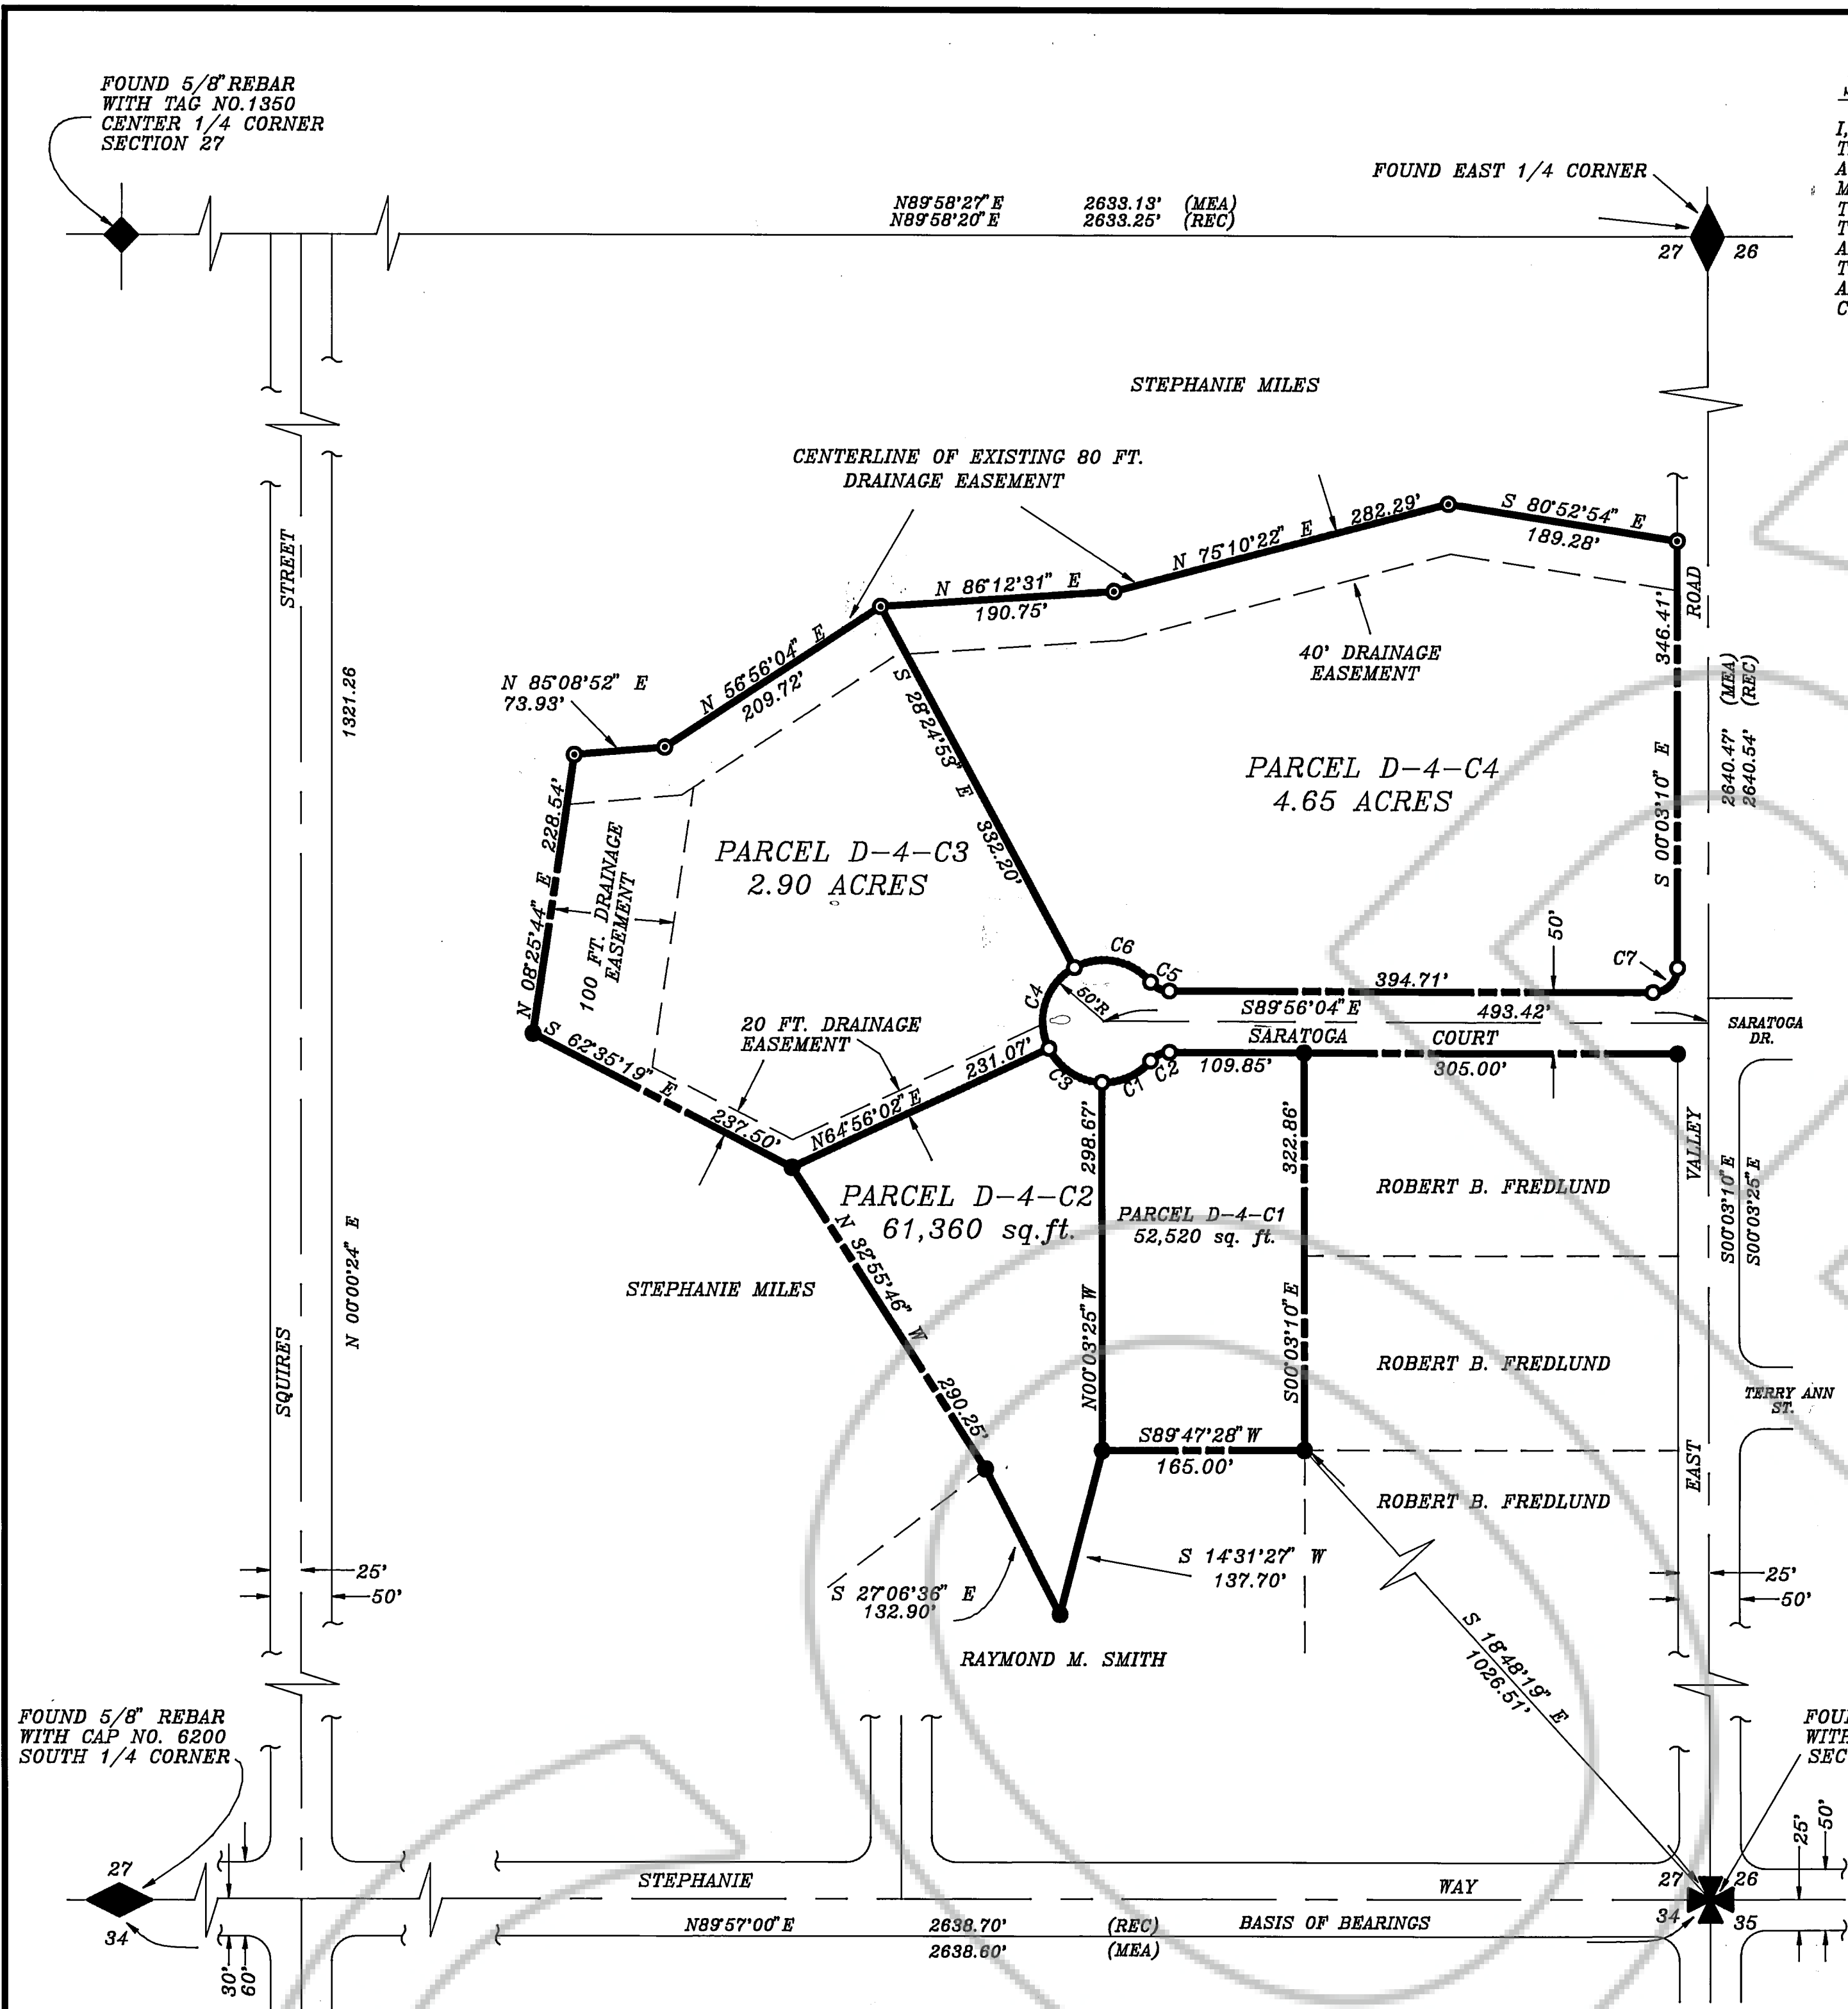 FOUND 5/8" REBAR
WITH TAG NO.1350
CENTER 1/4 CORNER
SECTION 27
FOUND EAST 1/4 CORNER
N89°58'27"E 2633.13' (MEA)
N89°58'20"E 2633.25' (REC)
27 26
I,
STEPHANIE MILES
CENTERLINE OF EXISTING 80 FT.
DRAINAGE EASEMENT
STREET
1321.26
N 00°00'24" E
SQUIRES
25'
50'
N 85°08'52" E
73.93'
N 56°56'04" E
209.72'
N 86°12'31" E
190.75'
N 75°10'22" E 282.29'
S 80°52'54" E
189.28'
40' DRAINAGE
EASEMENT
ROAD
346.41'
S 00°03'10" E
2640.47' (MEA)
2640.54' (REC)
S 28°24'53" E
332.20'
PARCEL D-4-C4
4.65 ACRES
PARCEL D-4-C3
2.90 ACRES
N 08°25'44" E 228.54'
100 FT. DRAINAGE
EASEMENT
S 62°35'19" E
237.50'
20 FT. DRAINAGE
EASEMENT
231.07'
N64°56'02"E
C4
C6
C5
50'R
C3
C1
C2
C7
50'
394.71'
S89°56'04"E
493.42'
SARATOGA COURT
109.85'
305.00'
SARATOGA
DR.
298.67'
N00°03'25"W
322.86'
S00°03'10"E
PARCEL D-4-C2
61,360 sq.ft.
PARCEL D-4-C1
52,520 sq. ft.
ROBERT B. FREDLUND
ROBERT B. FREDLUND
ROBERT B. FREDLUND
VALLEY
S00°03'10"E
S00°03'25"E
TERRY ANN
ST.
EAST
STEPHANIE MILES
N 32°55'46" W
290.25'
S89°47'28"W
165.00'
S 14°31'27" W
137.70'
S 27°06'36" E
132.90'
RAYMOND M. SMITH
S 18°48'19" E
1026.51'
25'
50'
FOUND 5/8" REBAR
WITH CAP NO. 6200
SOUTH 1/4 CORNER
27
34
30'
60'
STEPHANIE WAY
N89°57'00"E 2638.70' (REC) BASIS OF BEARINGS
2638.60' (MEA)
27 26
34 35
25'
50'